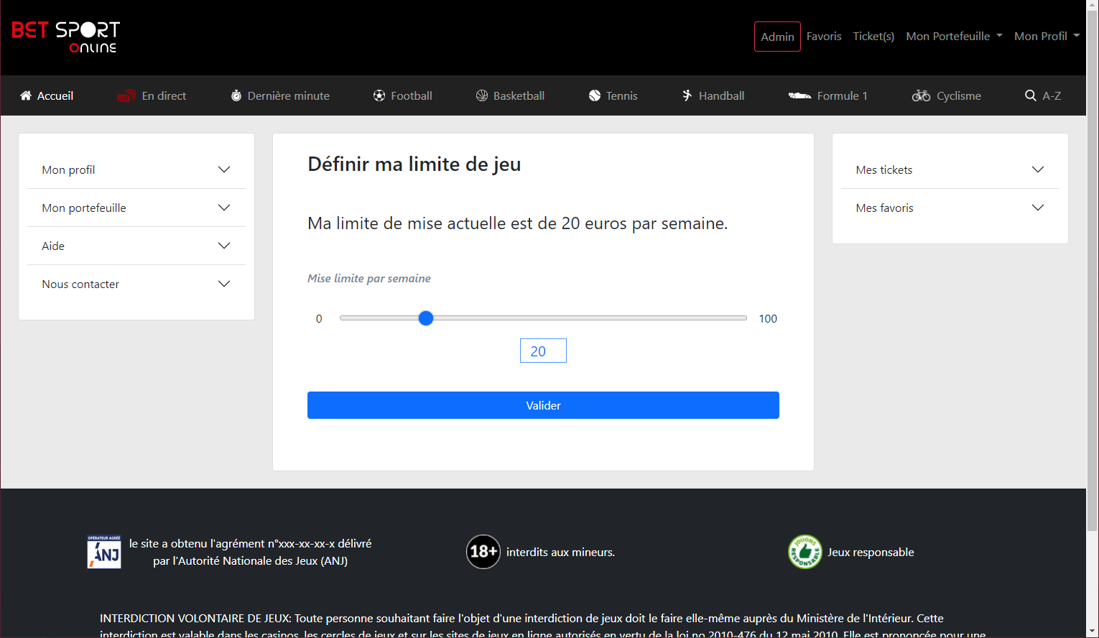 BET SPORT
ONLINE
Admin
Favoris
Ticket(s)
Mon Portefeuille
Mon Profil
Accueil
En direct
Dernière minute
Football
Basketball
Tennis
Handball
Formule 1
Cyclisme
A-Z
Mon profil
Mon portefeuille
Aide
Nous contacter
Définir ma limite de jeu
Ma limite de mise actuelle est de 20 euros par semaine.
Mise limite par semaine
0
100
20
Valider
Mes tickets
Mes favoris
OPÉRATEUR AGRÉÉ
ANJ
le site a obtenu l'agrément n°xxx-xx-xx-x délivré
par l'Autorité Nationale des Jeux (ANJ)
18+
interdits aux mineurs.
JOUONS
RESPONSABLE
Jeux responsable
INTERDICTION VOLONTAIRE DE JEUX: Toute personne souhaitant faire l'objet d'une interdiction de jeux doit le faire elle-même auprès du Ministère de l'Intérieur. Cette
interdiction est valable dans les casinos, les cercles de jeux et sur les sites de jeux en ligne autorisés en vertu de la loi no 2010-476 du 12 mai 2010. Elle est prononcée pour une